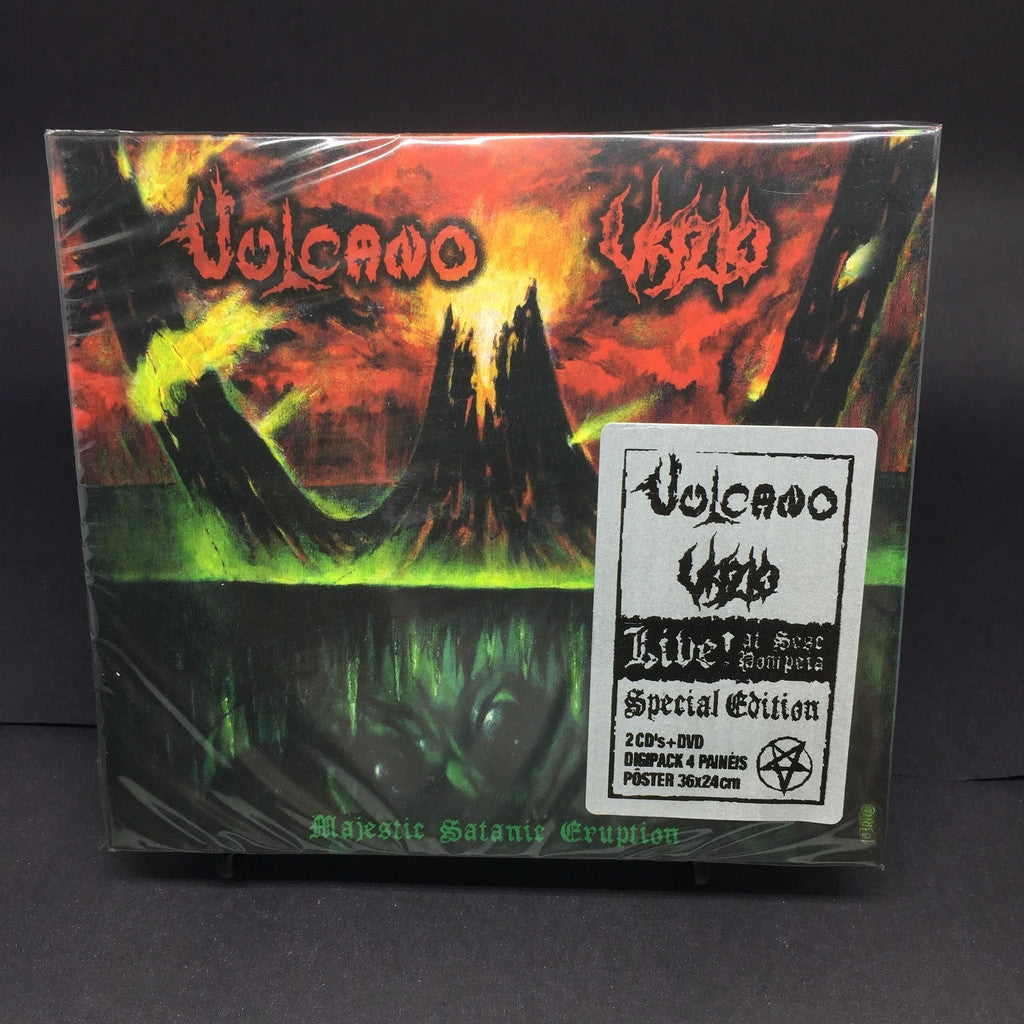 Vulcano
Vazio
Vulcano
Vazio
Live! At Sesc
Pompeia
Special Edition
2 CD's+DVD
DIGIPACK 4 PAINÉIS
PÔSTER 36x24cm
Majestic Satanic Eruption